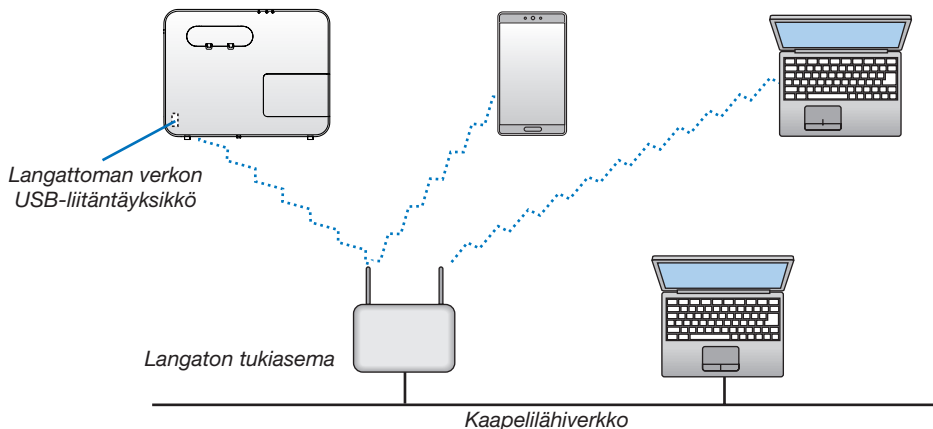 Langattoman verkon
USB-liitäntäyksikkö
Langaton tukiasema
Kaapelilähiverkko